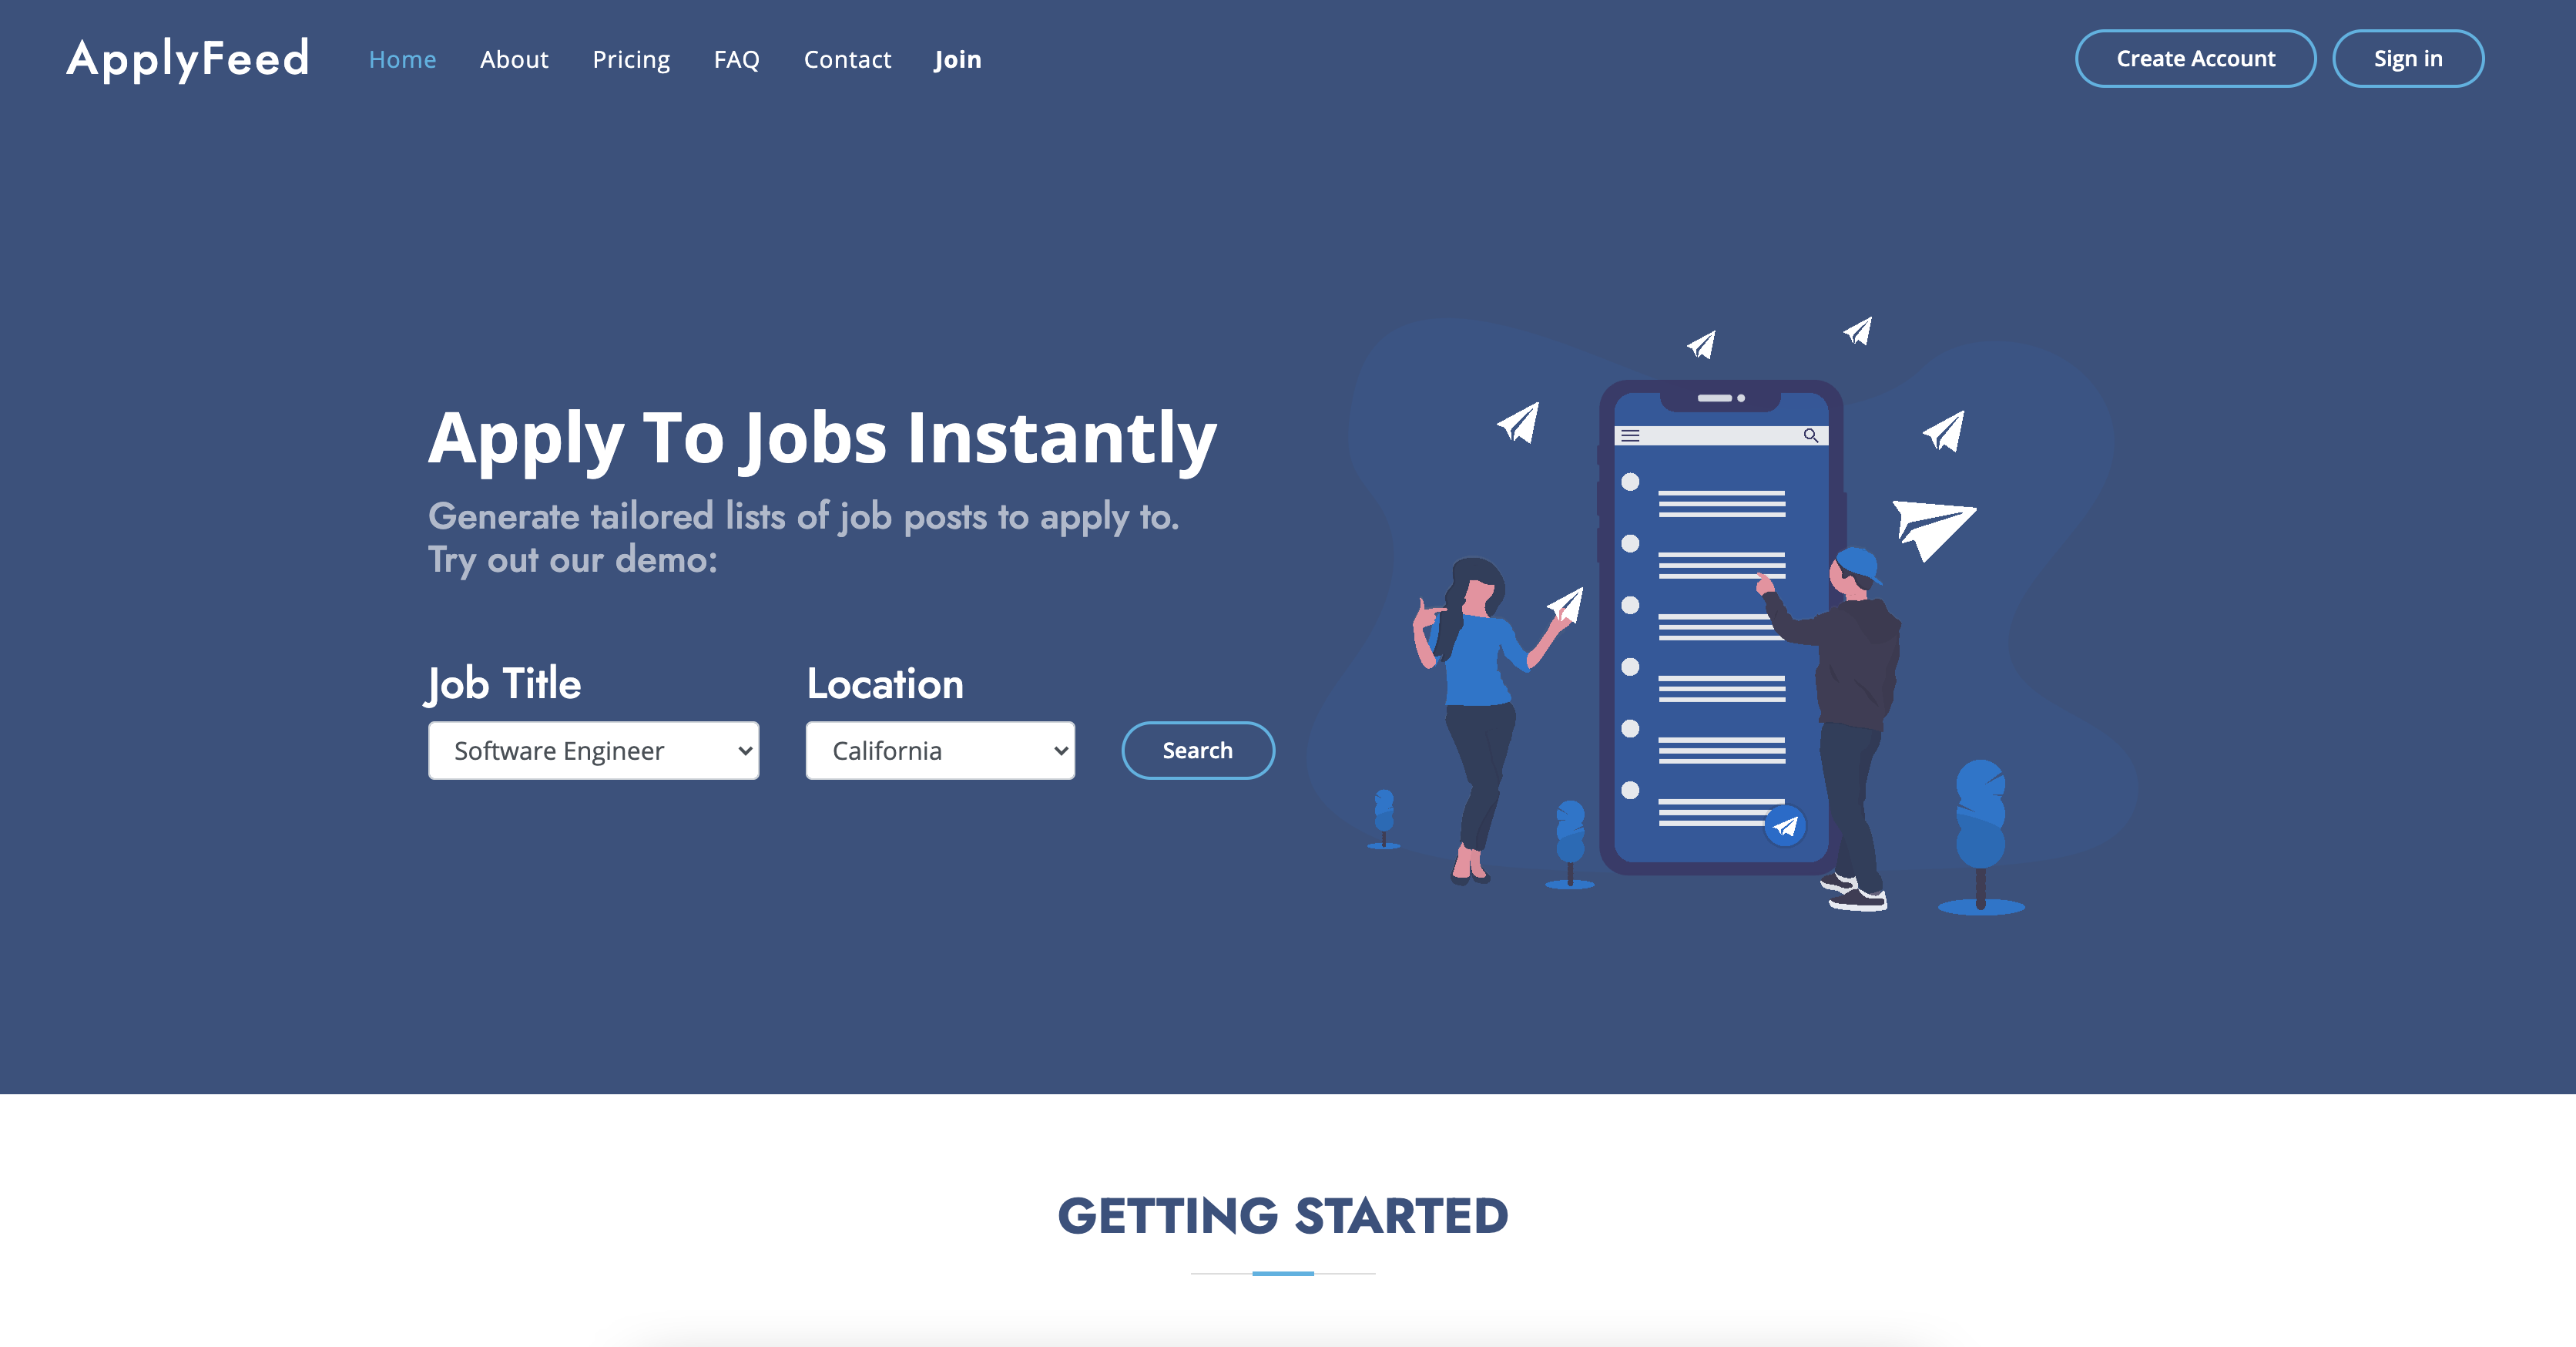 ApplyFeed Home About Pricing FAQ Contact Join Create Account Sign in
Apply To Jobs Instantly
Generate tailored lists of job posts to apply to.
Try out our demo:
Job Title Location
Software Engineer California Search
GETTING STARTED